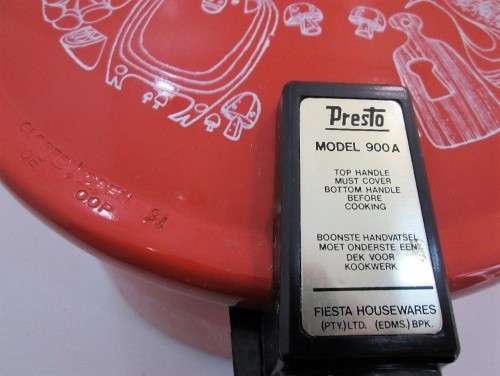 Presto
MODEL 900A
TOP HANDLE
MUST COVER
BOTTOM HANDLE
BEFORE
COOKING
BOONSTE HANDVATSEL
MOET ONDERSTE EEN
DEK VOOR
KOOKWERK
FIESTA HOUSEWARES
(PTY.) LTD. (EDMS.) BPK.
OOP